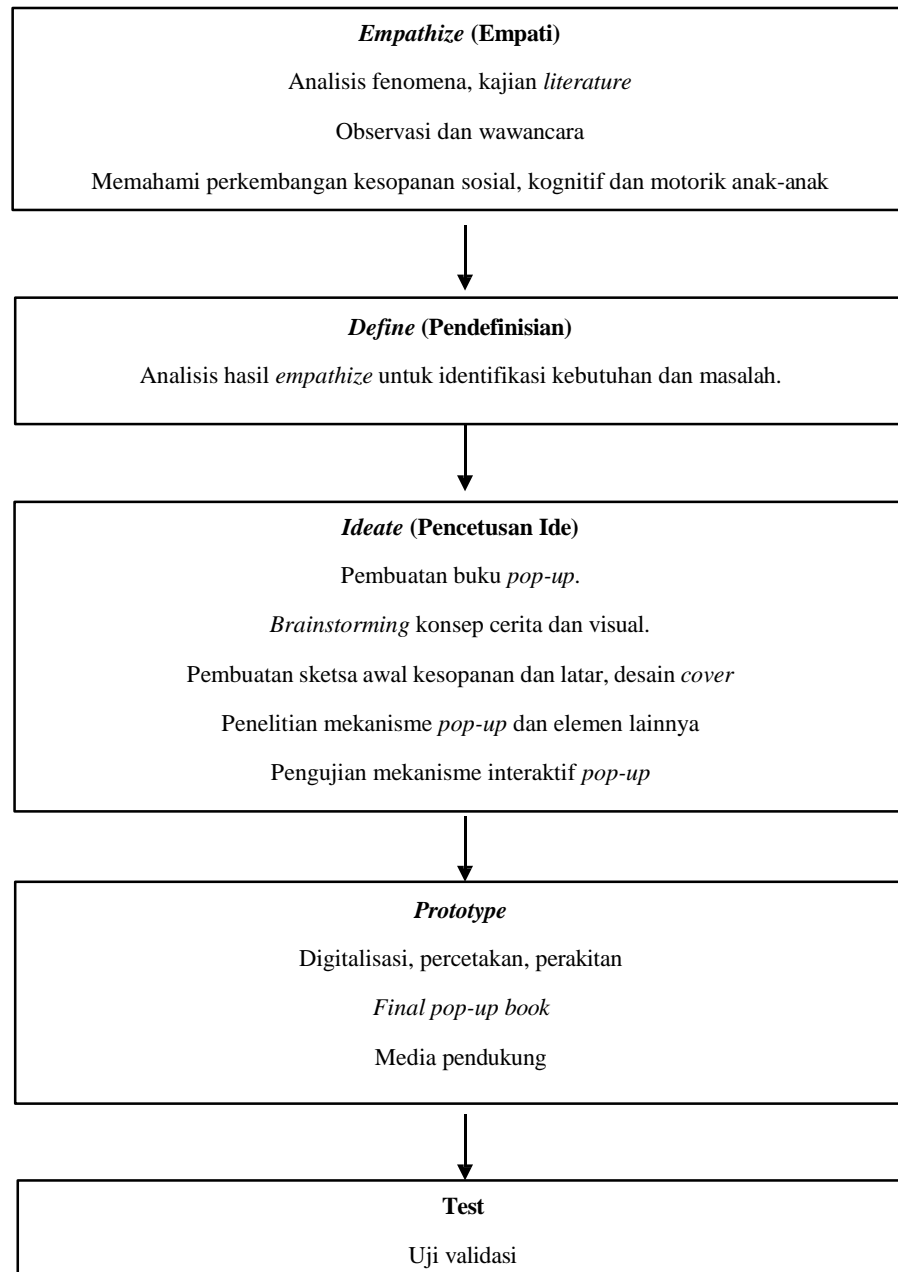 Empathize (Empati)
Analisis fenomena, kajian literature
Observasi dan wawancara
Memahami perkembangan kesopanan sosial, kognitif dan motorik anak-anak
Define (Pendefinisian)
Analisis hasil empathize untuk identifikasi kebutuhan dan masalah.
Ideate (Pencetusan Ide)
Pembuatan buku pop-up.
Brainstorming konsep cerita dan visual.
Pembuatan sketsa awal kesopanan dan latar, desain cover
Penelitian mekanisme pop-up dan elemen lainnya
Pengujian mekanisme interaktif pop-up
Prototype
Digitalisasi, percetakan, perakitan
Final pop-up book
Media pendukung
Test
Uji validasi